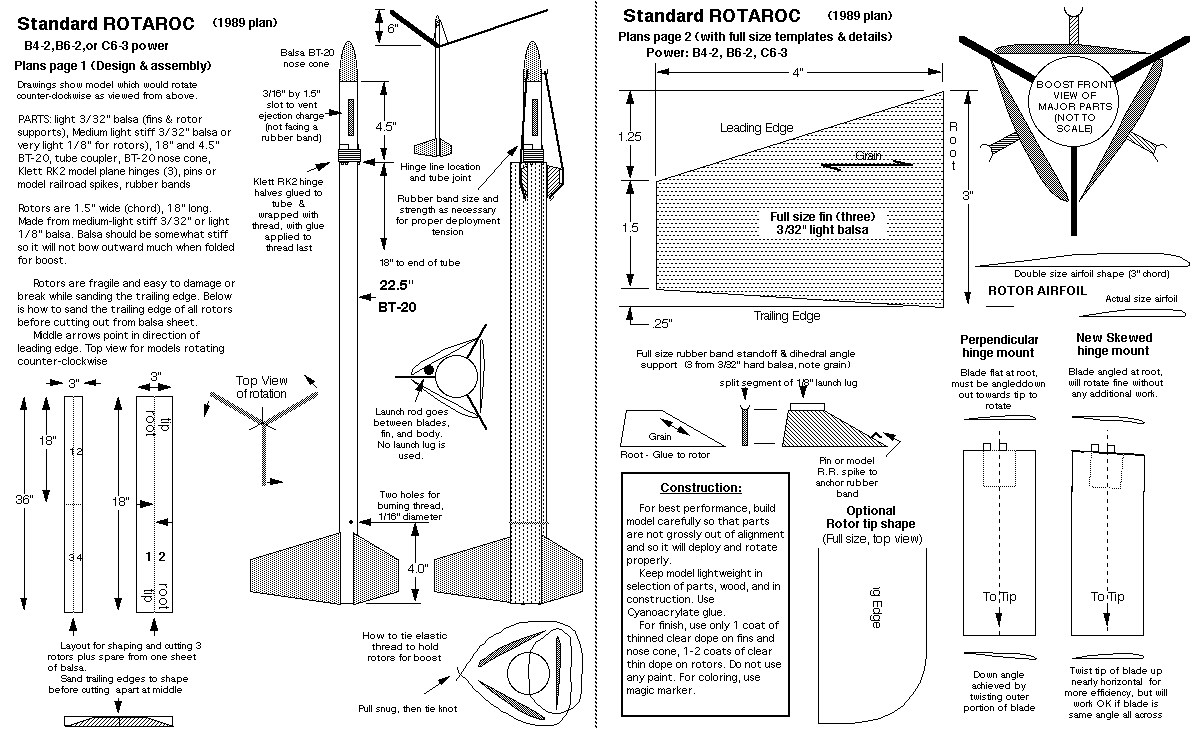 Standard ROTAROC (1989 plan)
B4-2,B6-2,or C6-3 power
Plans page 1 (Design & assembly)
Drawings show model which would rotate
counter-clockwise as viewed from above.
PARTS: light 3/32" balsa (fins & rotor
supports), Medium light stiff 3/32" balsa or
very light 1/8" for rotors), 18" and 4.5"
BT-20, tube coupler, BT-20 nose cone,
Klett RK2 model plane hinges (3), pins or
model railroad spikes, rubber bands
Rotors are 1.5" wide (chord), 18" long.
Made from medium-light stiff 3/32" or light
1/8" balsa. Balsa should be somewhat stiff
so it will not bow outward much when folded
for boost.
Rotors are fragile and easy to damage or
break while sanding the trailing edge. Below
is how to sand the trailing edge of all rotors
before cutting out from balsa sheet.
Middle arrows point in direction of
leading edge. Top view for models rotating
counter-clockwise
3"
3"
18"
36"
18"
12
34
root
tip
1 2
tip
root
Layout for shaping and cutting 3
rotors plus spare from one sheet
of balsa.
Sand trailing edges to shape
before cutting apart at middle
Top View
of rotation
Balsa BT-20
nose cone
3/16" by 1.5"
slot to vent
ejection charge
(not facing a
rubber band)
Klett RK2 hinge
halves glued to
tube &
wrapped with
thread, with glue
applied to
thread last
6"
4.5"
Hinge line location
and tube joint
Rubber band size and
strength as necessary
for proper deployment
tension
18" to end of tube
22.5"
BT-20
Launch rod goes
between blades,
fin, and body.
No launch lug is
used.
Two holes for
burning thread,
1/16" diameter
4.0"
How to tie elastic
thread to hold
rotors for boost
Pull snug, then tie knot
Standard ROTAROC (1989 plan)
Plans page 2 (with full size templates & details)
Power: B4-2, B6-2, C6-3
4"
1.25
1.5
.25"
3"
Leading Edge
Grain
Root
Full size fin (three)
3/32" light balsa
Trailing Edge
BOOST FRONT
VIEW OF
MAJOR PARTS
(NOT TO
SCALE)
Double size airfoil shape (3" chord)
ROTOR AIRFOIL
Actual size airfoil
Full size rubber band standoff & dihedral angle
support (3 from 3/32" hard balsa, note grain)
split segment of 1/8" launch lug
Grain
Root - Glue to rotor
Pin or model
R.R. spike to
anchor rubber
band
Construction:
For best performance, build
model carefully so that parts
are not grossly out of alignment
and so it will deploy and rotate
properly.
Keep model lightweight in
selection of parts, wood, and in
construction. Use
Cyanoacrylate glue.
For finish, use only 1 coat of
thinned clear dope on fins and
nose cone, 1-2 coats of clear
thin dope on rotors. Do not use
any paint. For coloring, use
magic marker.
Optional
Rotor tip shape
(Full size, top view)
ng Edge
Perpendicular
hinge mount
Blade flat at root,
must be angleddown
out towards tip to
rotate
To Tip
Down angle
achieved by
twisting outer
portion of blade
New Skewed
hinge mount
Blade angled at root,
will rotate fine without
any additional work.
To Tip
Twist tip of blade up
nearly horizontal for
more efficiency, but will
work OK if blade is
same angle all across